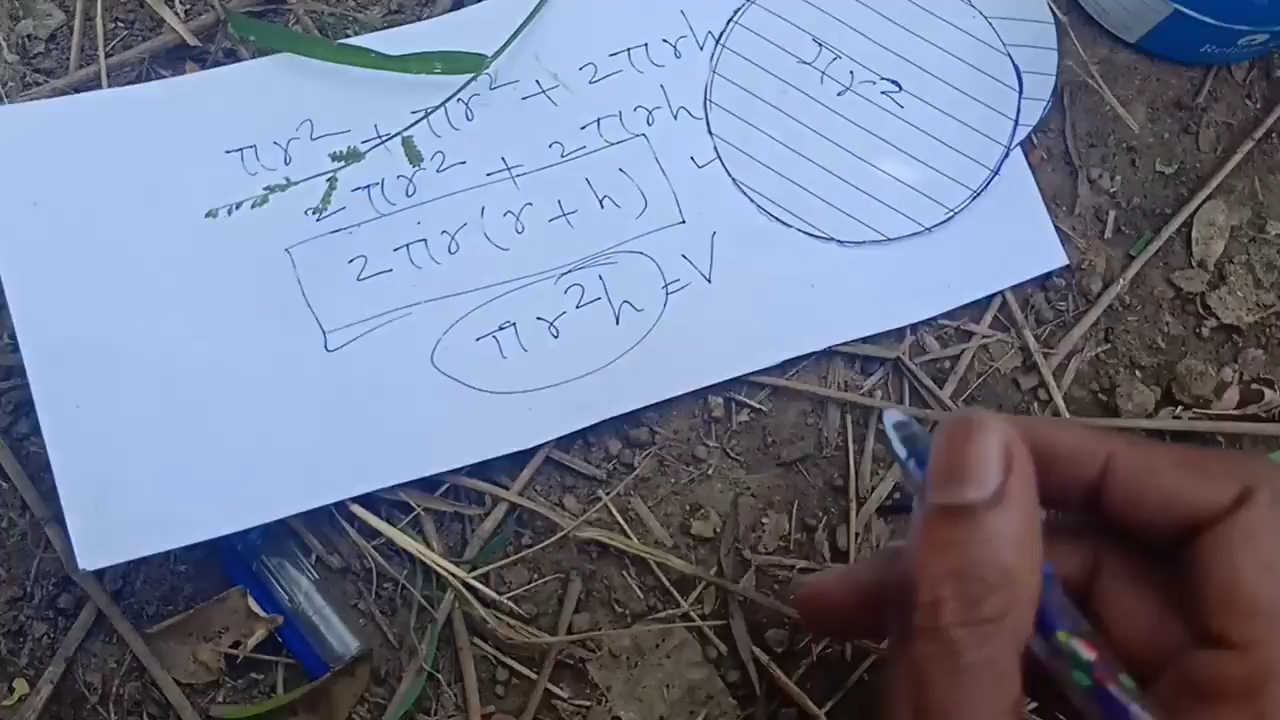 πr² + πr² + 2πrh
2πr² + 2πrh
2πr(r+h)
πr²h = V
πr2